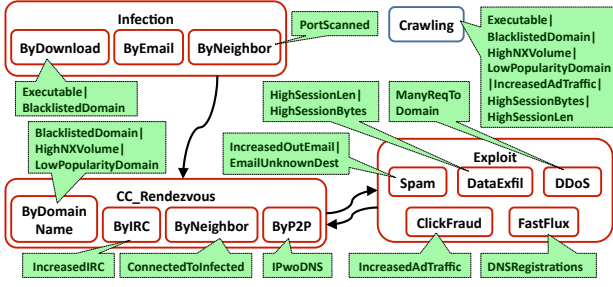 Infection
ByDownload
ByEmail
ByNeighbor
PortScanned
Crawling
Executable|
BlacklistedDomain|
HighNXVolume|
LowPopularityDomain
|IncreasedAdTraffic|
HighSessionBytes|
HighSessionLen
Executable|
BlacklistedDomain
BlacklistedDomain|
HighNXVolume|
LowPopularityDomain
HighSessionLen|
HighSessionBytes
ManyReqTo
Domain
IncreasedOutEmail|
EmailUnknownDest
Exploit
Spam
DataExfil
DDoS
ClickFraud
FastFlux
CC_Rendezvous
ByDomain
Name
ByIRC
ByNeighbor
ByP2P
IncreasedIRC
ConnectedToInfected
IPwoDNS
IncreasedAdTraffic
DNSRegistrations